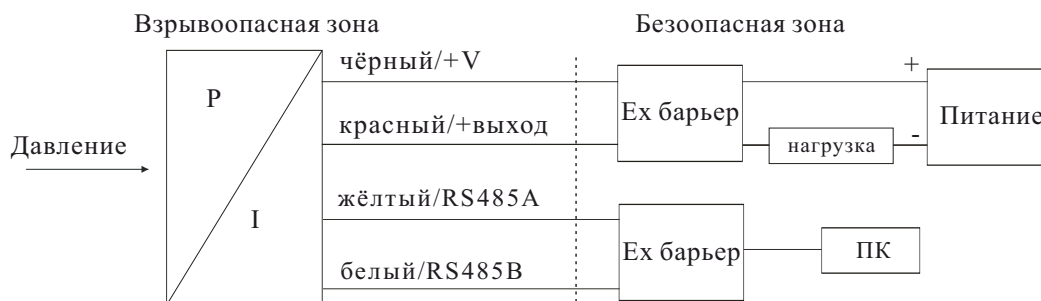 Взрывоопасная зона
Безоопасная зона
чёрный/+V
+
P
Ex барьер
Питание
красный/+выход
-
нагрузка
Давление
жёлтый/RS485A
I
Ex барьер
ПК
белый/RS485B